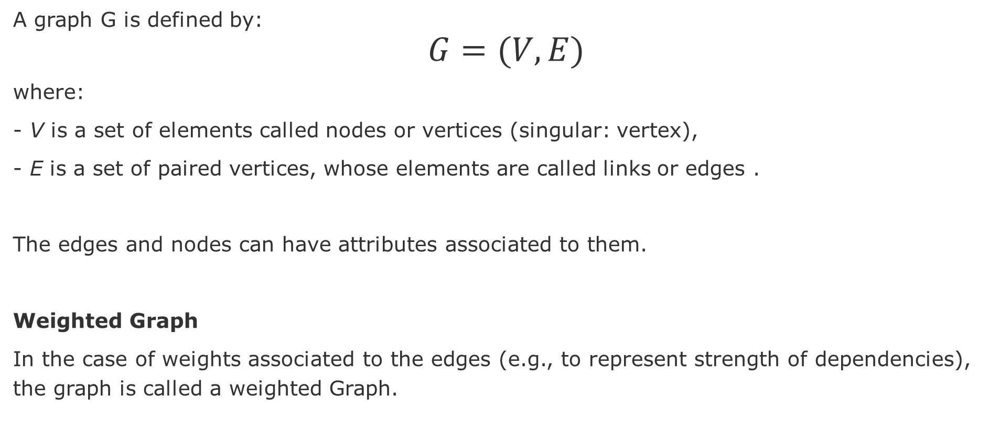 A graph G is defined by:
G = (V, E)
where:
- V is a set of elements called nodes or vertices (singular: vertex),
- E is a set of paired vertices, whose elements are called links or edges .
The edges and nodes can have attributes associated to them.
Weighted Graph
In the case of weights associated to the edges (e.g., to represent strength of dependencies),
the graph is called a weighted Graph.